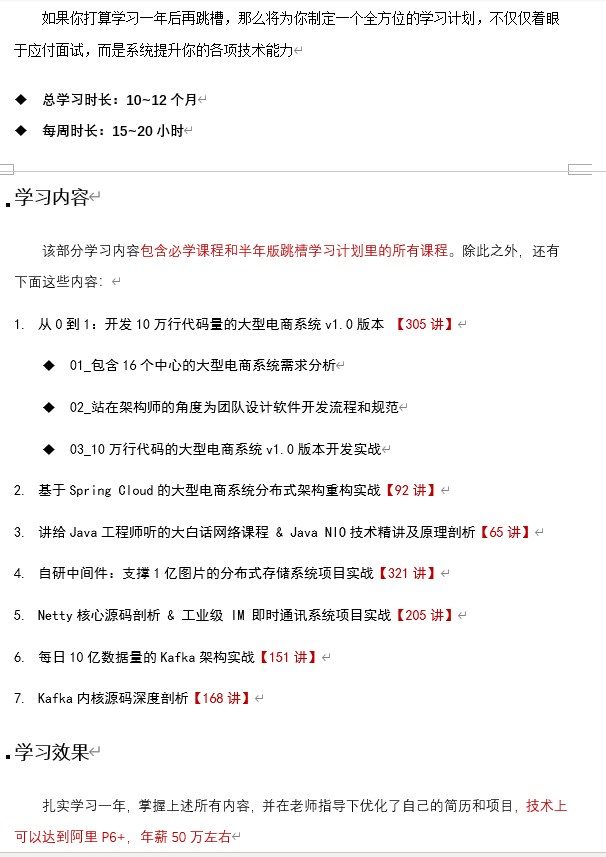 如果你打算学习一年后再跳槽，那么将为你制定一个全方位的学习计划，不仅仅着眼
于应付面试，而是系统提升你的各项技术能力↵
◆ 总学习时长：10~12 个月↵
◆ 每周时长：15~20 小时↵
学习内容↵
该部分学习内容包含必学课程和半年版跳槽学习计划里的所有课程。除此之外，还有
下面这些内容：↵
1. 从 0 到 1：开发 10 万行代码量的大型电商系统 v1.0 版本 【305 讲】↵
◆ 01_包含 16 个中心的大型电商系统需求分析↵
◆ 02_站在架构师的角度为团队设计软件开发流程和规范↵
◆ 03_10 万行代码的大型电商系统 v1.0 版本开发实战↵
2. 基于 Spring Cloud 的大型电商系统分布式架构重构实战【92 讲】↵
3. 讲给 Java 工程师听的大白话网络课程 & Java NIO 技术精讲及原理剖析【65 讲】↵
4. 自研中间件：支撑 1 亿图片的分布式存储系统项目实战【321 讲】↵
5. Netty 核心源码剖析 & 工业级 IM 即时通讯系统项目实战【205 讲】↵
6. 每日 10 亿数据量的 Kafka 架构实战【151 讲】↵
7. Kafka 内核源码深度剖析【168 讲】↵
学习效果↵
扎实学习一年，掌握上述所有内容，并在老师指导下优化了自己的简历和项目，技术上
可以达到阿里 P6+，年薪 50 万左右↵